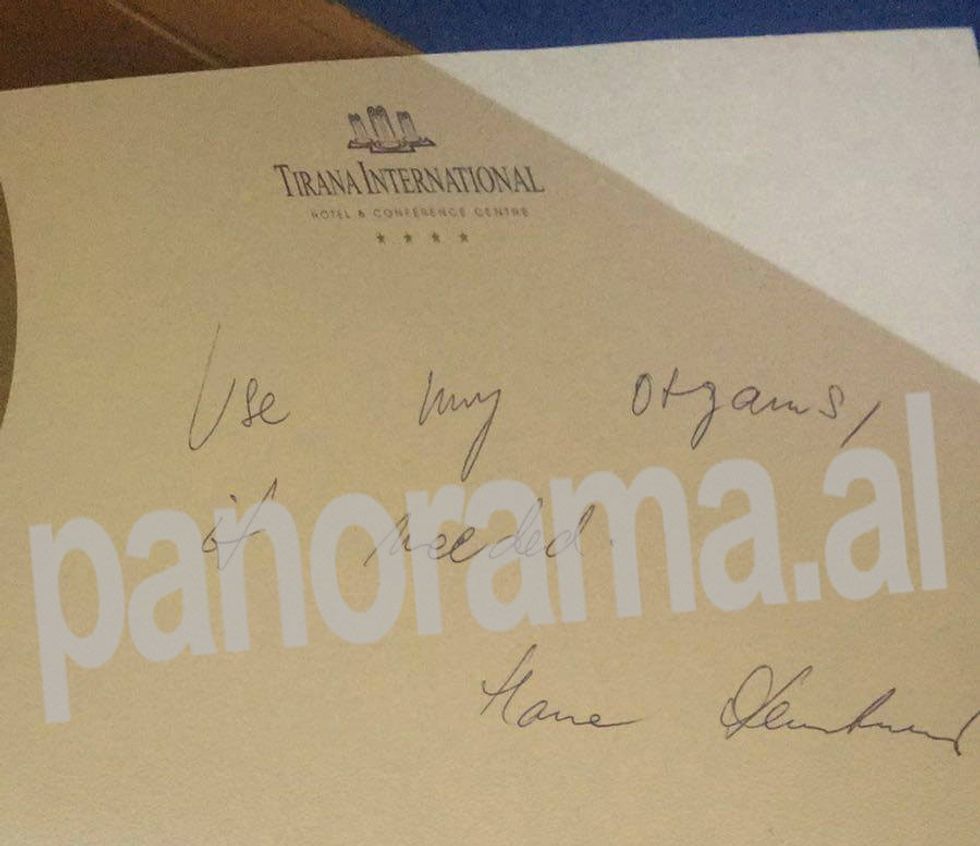 TIRANA INTERNATIONAL
HOTEL & CONFERENCE CENTRE
Use my organs,
if needed.
panorama.al